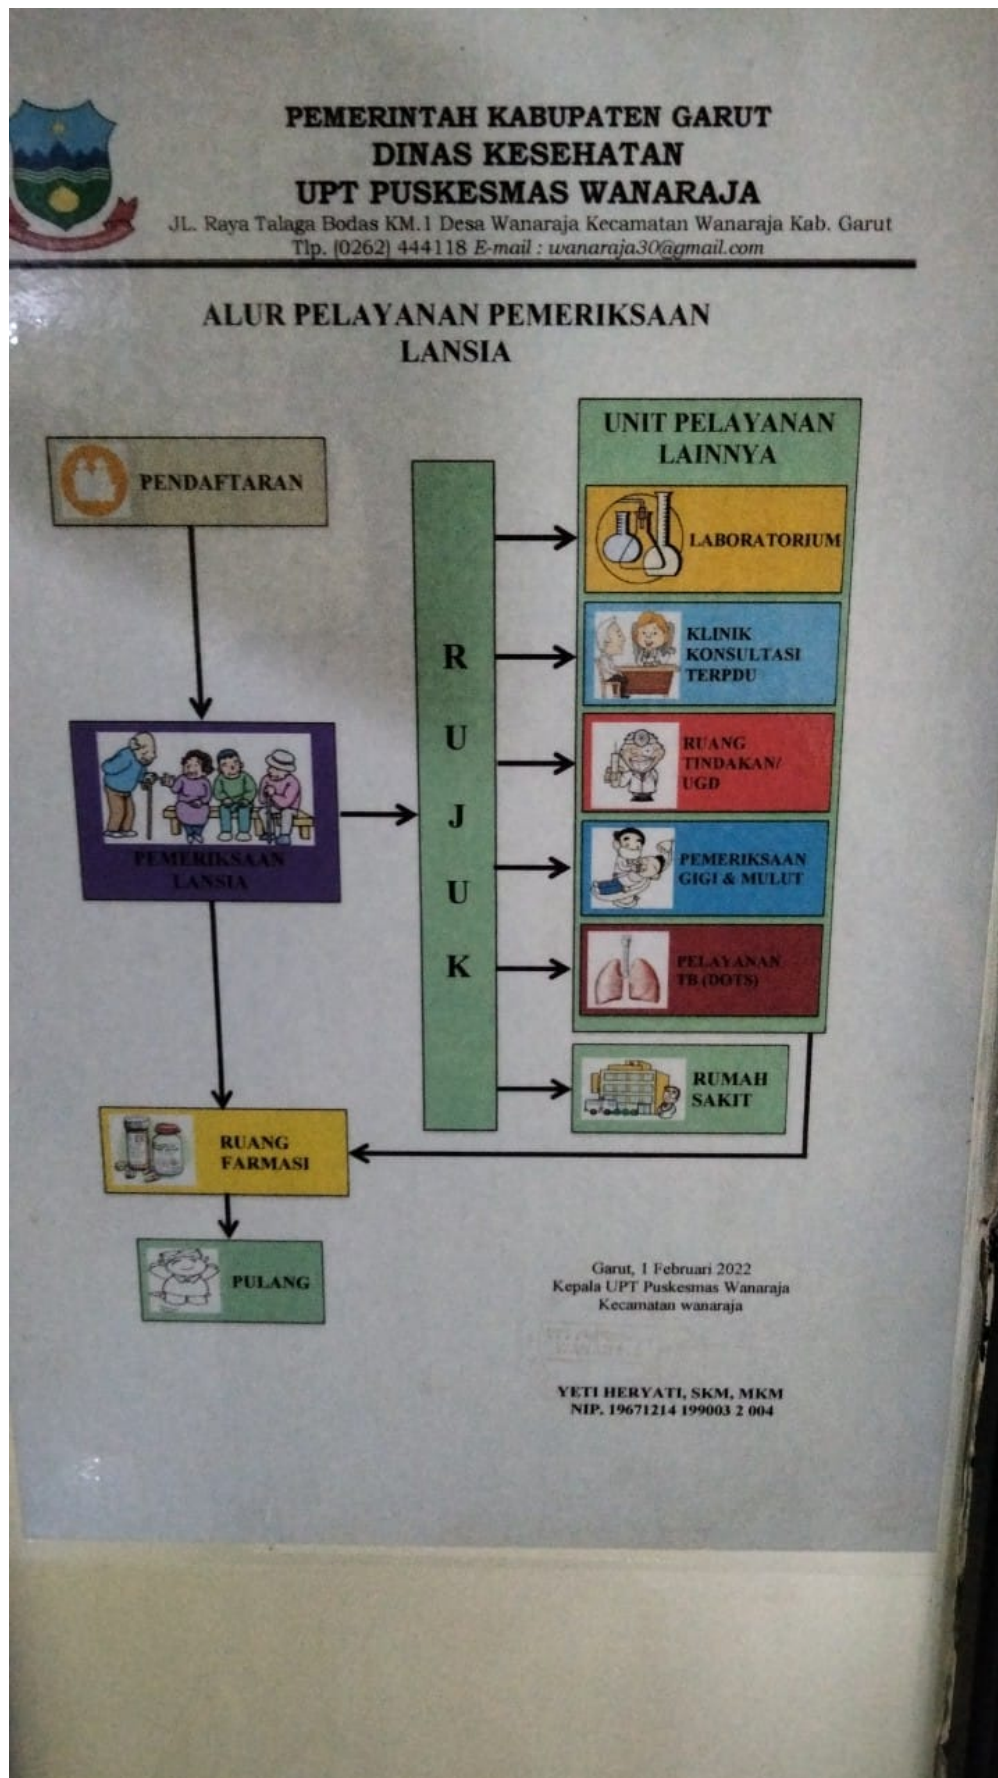 PEMERINTAH KABUPATEN GARUT
DINAS KESEHATAN
UPT PUSKESMAS WANARAJA
JL. Raya Talaga Bodas KM.1 Desa Wanaraja Kecamatan Wanaraja Kab. Garut
Tlp. (0262) 444118 E-mail : wanaraja30@gmail.com
ALUR PELAYANAN PEMERIKSAAN
LANSIA
PENDAFTARAN
PEMERIKSAAN
LANSIA
R
U
J
U
K
UNIT PELAYANAN
LAINNYA
LABORATORIUM
KLINIK
KONSULTASI
TERPDU
RUANG
TINDAKAN/
UGD
PEMERIKSAAN
GIGI & MULUT
PELAYANAN
TB (DOTS)
RUMAH
SAKIT
RUANG
FARMASI
PULANG
Garut, 1 Februari 2022
Kepala UPT Puskesmas Wanaraja
Kecamatan wanaraja
YETI HERYATI, SKM, MKM
NIP. 19671214 199003 2 004